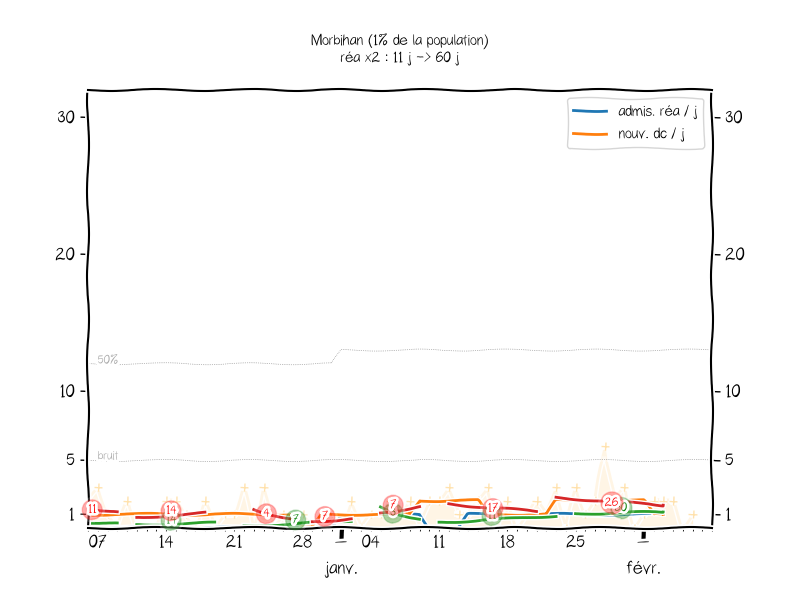 Morbihan (1% de la population)
réa x2 : 11 j -> 60 j
admis. réa / j
nouv. dc / j
30 30
20 20
50%
10 10
bruit
5 5
1 1
11 14 14 4 7 7 7 17 26
07 14 21 28 04 11 18 25
janv. févr.